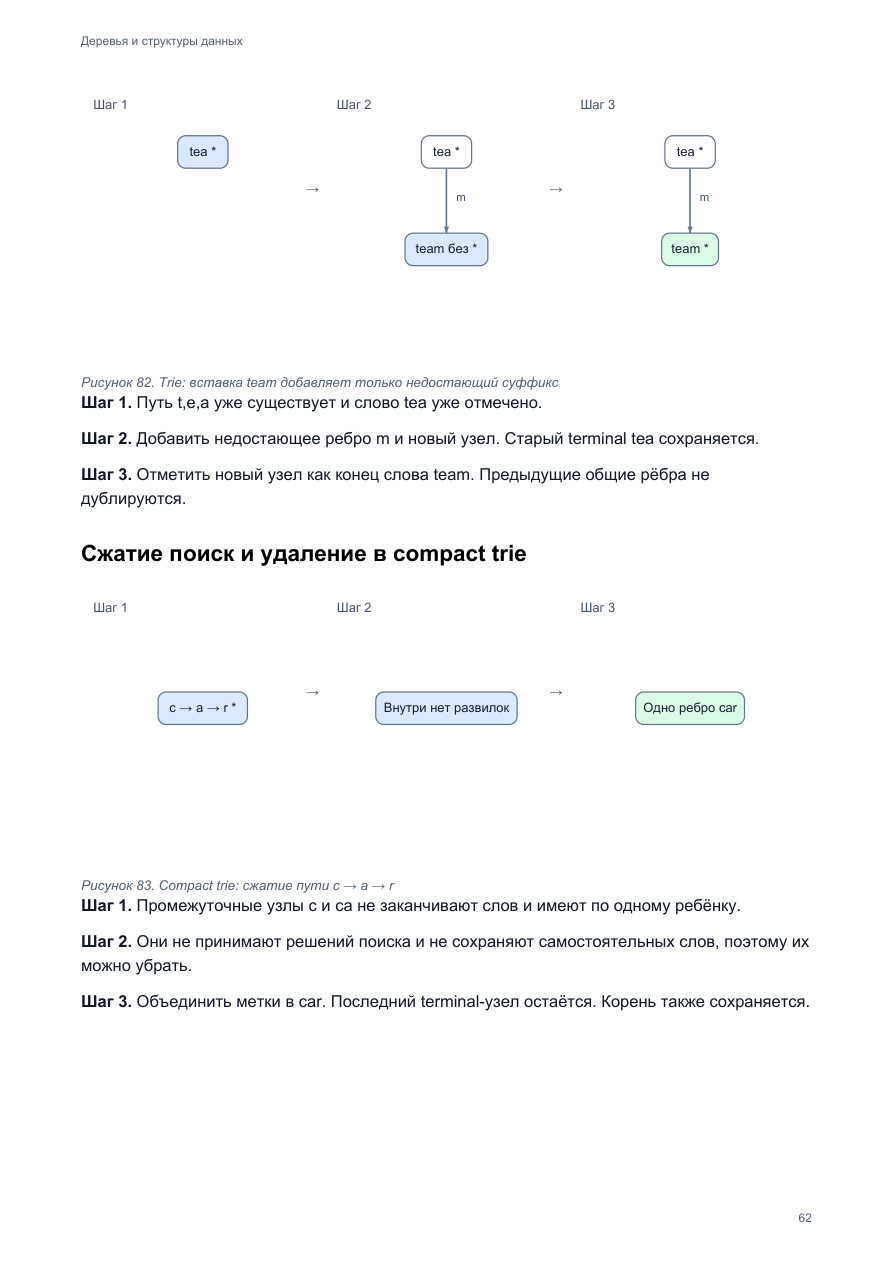 Деревья и структуры данных
Шаг 1
Шаг 2
Шаг 3
tea *
tea *
tea *
→
→
m
m
team без *
team *
Рисунок 82. Trie: вставка team добавляет только недостающий суффикс
Шаг 1. Путь t,e,a уже существует и слово tea уже отмечено.
Шаг 2. Добавить недостающее ребро m и новый узел. Старый terminal tea сохраняется.
Шаг 3. Отметить новый узел как конец слова team. Предыдущие общие рёбра не
дублируются.
Сжатие поиск и удаление в compact trie
Шаг 1
Шаг 2
Шаг 3
→
→
c → a → r *
Внутри нет развилок
Одно ребро car
Рисунок 83. Compact trie: сжатие пути c → a → r
Шаг 1. Промежуточные узлы c и ca не заканчивают слов и имеют по одному ребёнку.
Шаг 2. Они не принимают решений поиска и не сохраняют самостоятельных слов, поэтому их
можно убрать.
Шаг 3. Объединить метки в car. Последний terminal-узел остаётся. Корень также сохраняется.
62